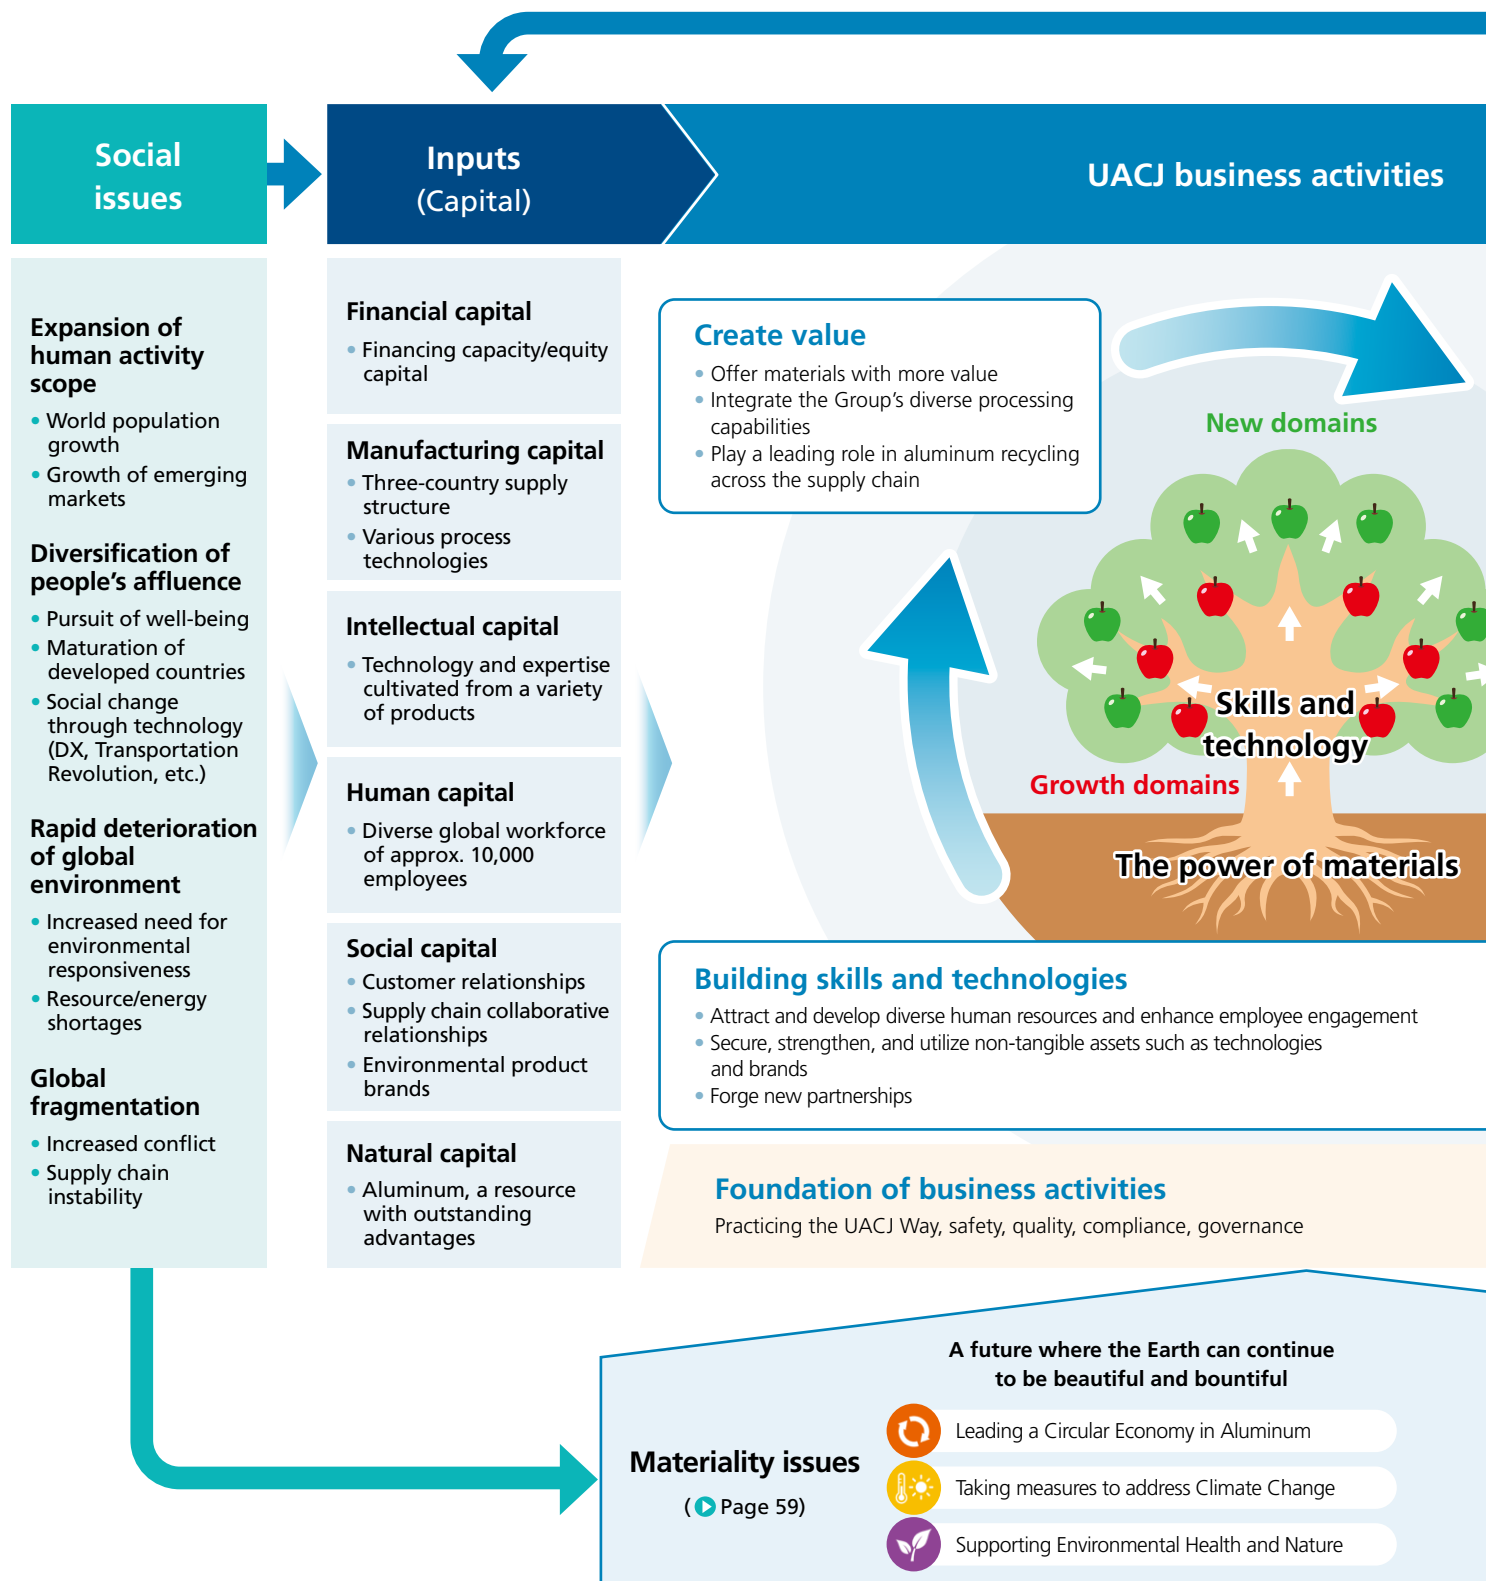 Social
issues
Inputs
(Capital)
UACJ business activities
Expansion of
human activity
scope
• World population
growth
• Growth of emerging
markets
Diversification of
people's affluence
• Pursuit of well-being
• Maturation of
developed countries
• Social change
through technology
(DX, Transportation
Revolution, etc.)
Rapid deterioration
of global
environment
• Increased need for
environmental
responsiveness
• Resource/energy
shortages
Global
fragmentation
• Increased conflict
• Supply chain
instability
Financial capital
• Financing capacity/equity
capital
Manufacturing capital
• Three-country supply
structure
• Various process
technologies
Intellectual capital
• Technology and expertise
cultivated from a variety
of products
Human capital
• Diverse global workforce
of approx. 10,000
employees
Social capital
• Customer relationships
• Supply chain collaborative
relationships
• Environmental product
brands
Natural capital
• Aluminum, a resource
with outstanding
advantages
Create value
• Offer materials with more value
• Integrate the Group's diverse processing
capabilities
• Play a leading role in aluminum recycling
across the supply chain
New domains
Skills and
technology
Growth domains
The power of materials
Building skills and technologies
• Attract and develop diverse human resources and enhance employee engagement
• Secure, strengthen, and utilize non-tangible assets such as technologies
and brands
• Forge new partnerships
Foundation of business activities
Practicing the UACJ Way, safety, quality, compliance, governance
Materiality issues
( Page 59)
A future where the Earth can continue
to be beautiful and bountiful
Leading a Circular Economy in Aluminum
Taking measures to address Climate Change
Supporting Environmental Health and Nature